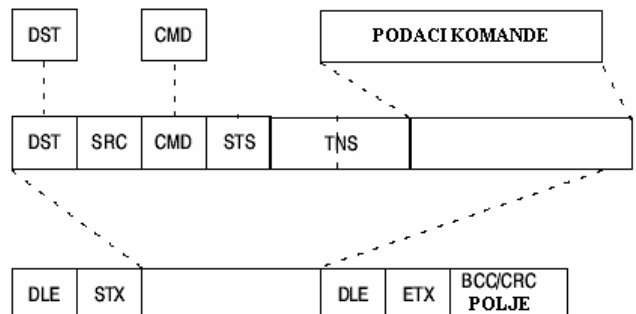 DST CMD PODACI KOMANDE
DST SRC CMD STS TNS
DLE STX DLE ETX BCC/CRC
POLJE